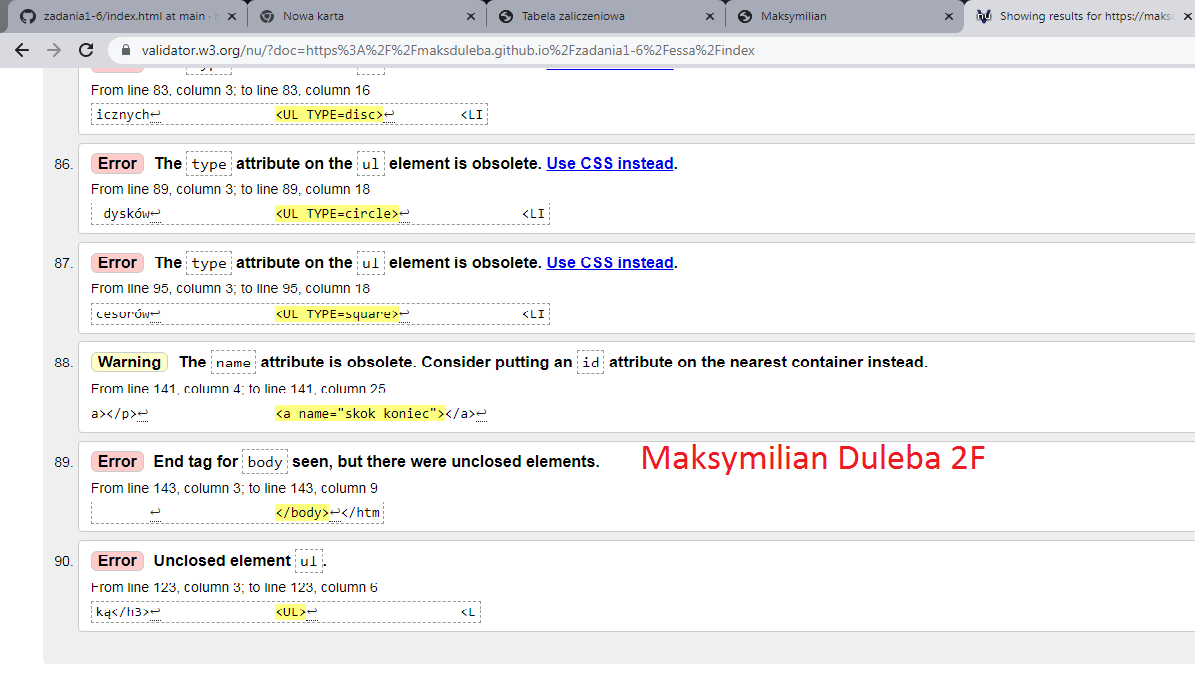 zadania1-6/index.html at main ·
Nowa karta
Tabela zaliczeniowa
Maksymilian
Showing results for https://maks
validator.w3.org/nu/?doc=https%3A%2F%2Fmaksduleba.github.io%2Fzadania1-6%2Fessa%2Findex
From line 83, column 3; to line 83, column 16
icznych↩ <UL TYPE=disc>↩ <LI
86. Error The type attribute on the ul element is obsolete. Use CSS instead.
From line 89, column 3; to line 89, column 18
dysków↩ <UL TYPE=circle>↩ <LI
87. Error The type attribute on the ul element is obsolete. Use CSS instead.
From line 95, column 3; to line 95, column 18
cesorów↩ <UL TYPE=square>↩ <LI
88. Warning The name attribute is obsolete. Consider putting an id attribute on the nearest container instead.
From line 141, column 4; to line 141, column 25
a></p>↩ <a name="skok koniec"></a>↩
89. Error End tag for body seen, but there were unclosed elements.
Maksymilian Duleba 2F
From line 143, column 3; to line 143, column 9
↩ </body>↩</htm
90. Error Unclosed element ul.
From line 123, column 3; to line 123, column 6
ką</h3>↩ <UL>↩ <L